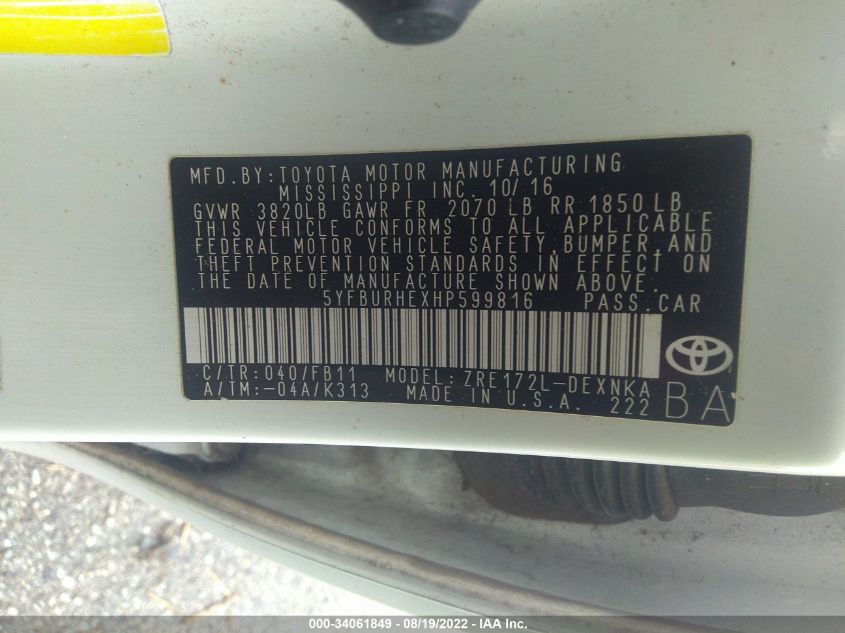 MFD. BY: TOYOTA MOTOR MANUFACTURING
MISSISSIPPI INC. 10/16
GVWR 3820LB GAWR FR 2070 LB RR 1850 LB
THIS VEHICLE CONFORMS TO ALL APPLICABLE
FEDERAL MOTOR VEHICLE SAFETY, BUMPER, AND
THEFT PREVENTION STANDARDS IN EFFECT ON
THE DATE OF MANUFACTURE SHOWN ABOVE.
5YFBURHEXHP599816 PASS. CAR
C/TR: 040/FB11 MODEL: ZRE172L-DEXNKA
A/TM: -04A/K313 MADE IN U.S.A. 222
BA
000-34061849 - 08/19/2022 - IAA Inc.